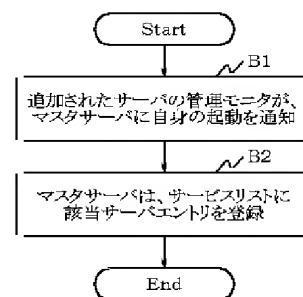 Start
B1
追加されたサーバの管理モニタが、
マスタサーバに自身の起動を通知
B2
マスタサーバは、サービスリストに
該当サーバエントリを登録
End